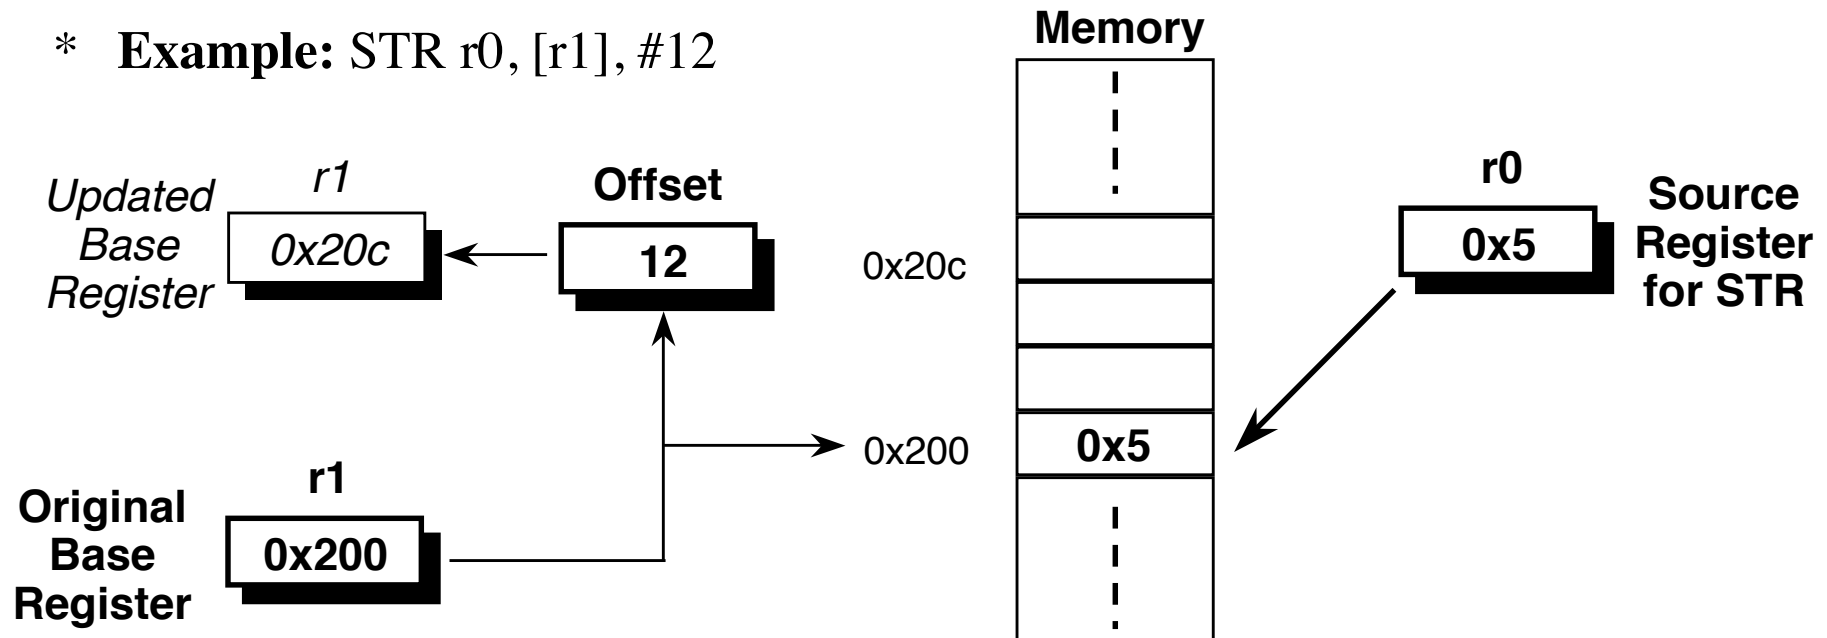 * Example: STR r0, [r1], #12
Memory
Updated
Base
Register
r1
0x20c
Offset
12
0x20c
r0
0x5
Source
Register
for STR
0x200
0x5
Original
Base
Register
r1
0x200